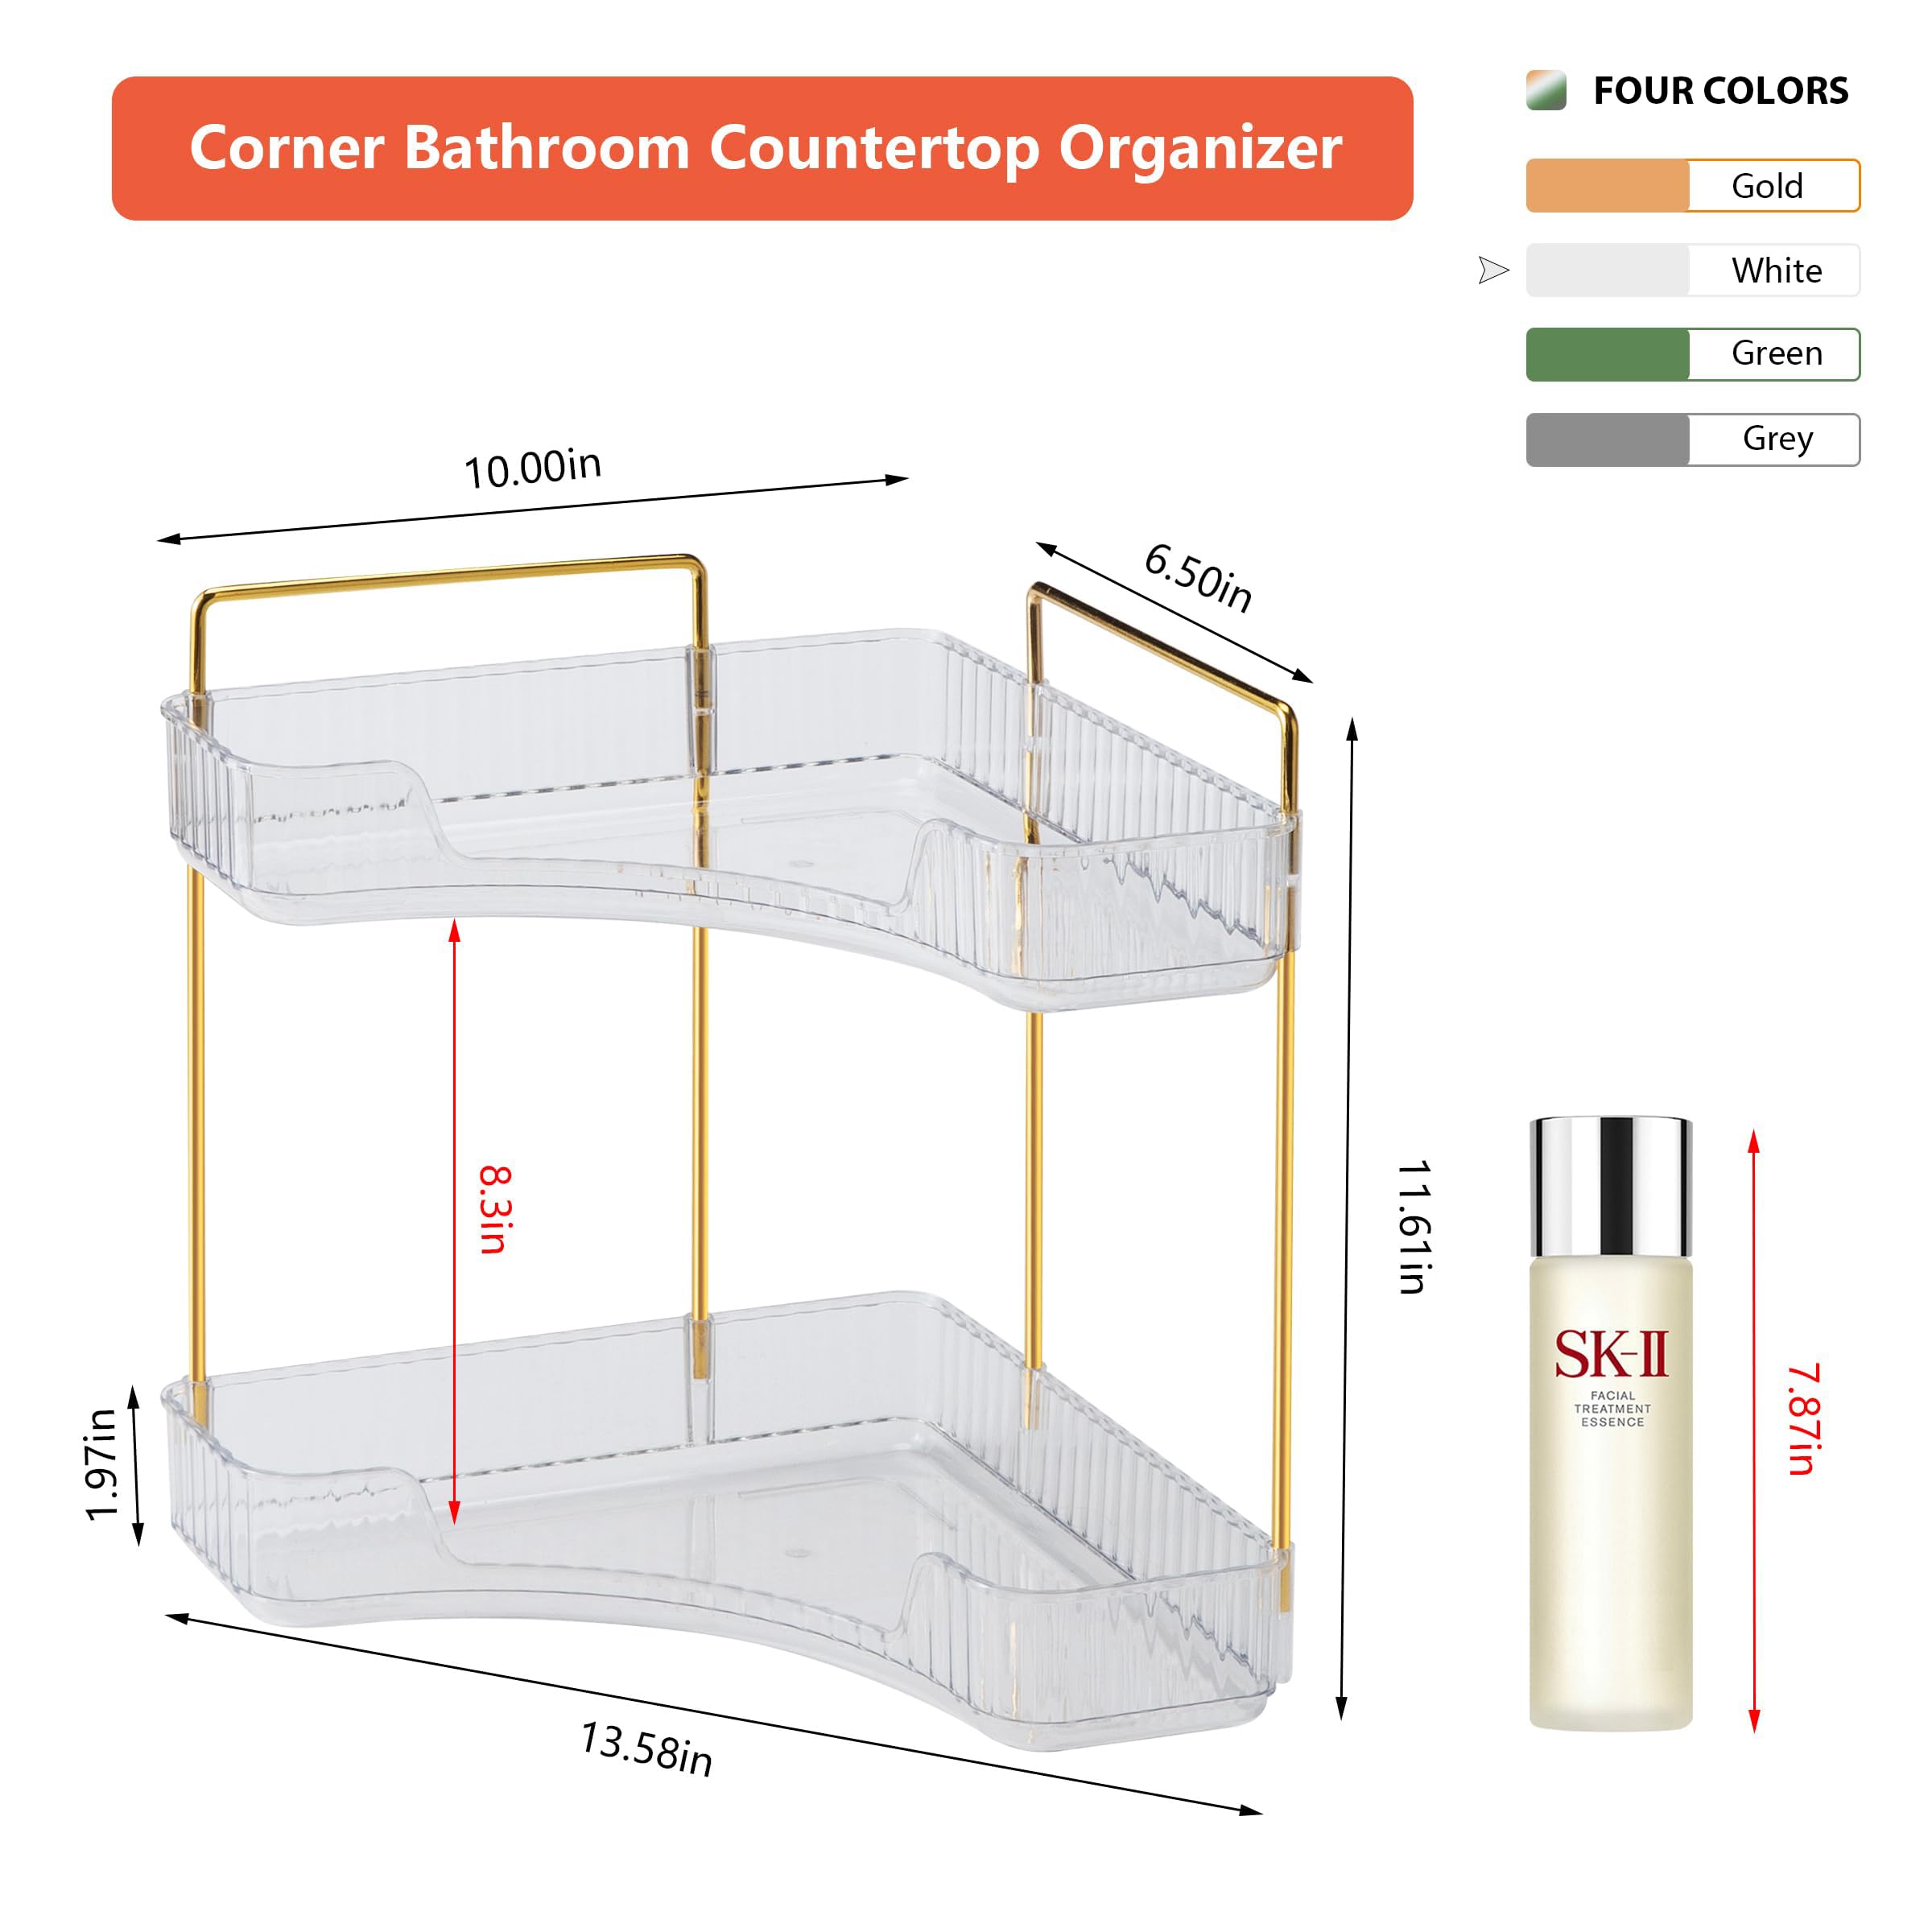 Corner Bathroom Countertop Organizer
FOUR COLORS
Gold
White
Green
Grey
10.00in
6.50in
8.3in
11.61in
1.97in
13.58in
SK-II
FACIAL
TREATMENT
ESSENCE
7.87in